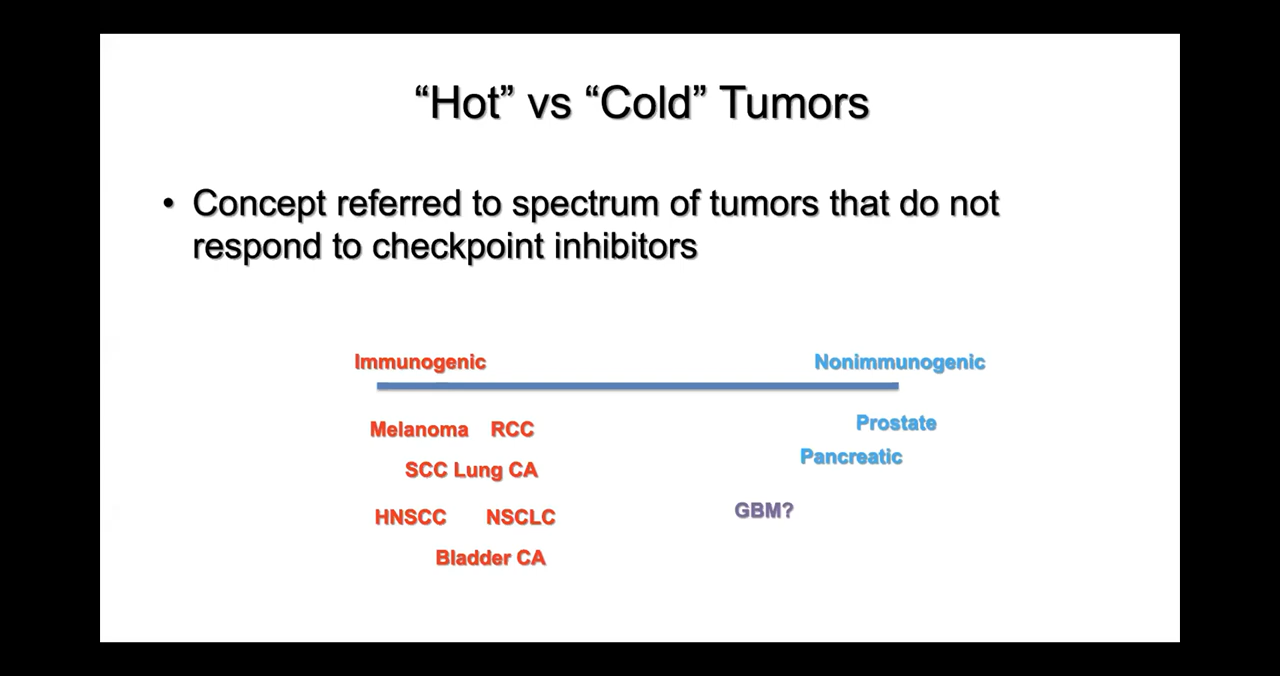 “Hot” vs “Cold” Tumors
• Concept referred to spectrum of tumors that do not
respond to checkpoint inhibitors
Immunogenic Nonimmunogenic
Melanoma RCC Prostate
Pancreatic
SCC Lung CA
GBM?
HNSCC NSCLC
Bladder CA